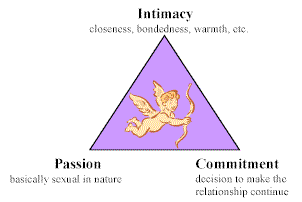 Intimacy
closeness, bondedness, warmth, etc.
Passion
basically sexual in nature
Commitment
decision to make the
relationship continue